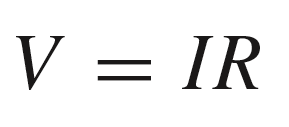 V = IR